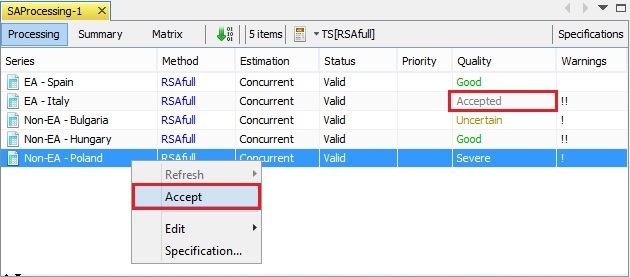 SAProcessing-1
Processing Summary Matrix 5 items TS[RSAfull] Specifications
Series Method Estimation Status Priority Quality Warnings
EA - Spain RSAfull Concurrent Valid Good
EA - Italy RSAfull Concurrent Valid Accepted !!
Non-EA - Bulgaria RSAfull Concurrent Valid Uncertain !
Non-EA - Hungary RSAfull Concurrent Valid Good !!
Non-EA - Poland RSAfull Concurrent Valid Severe !
Refresh
Accept
Edit
Specification...